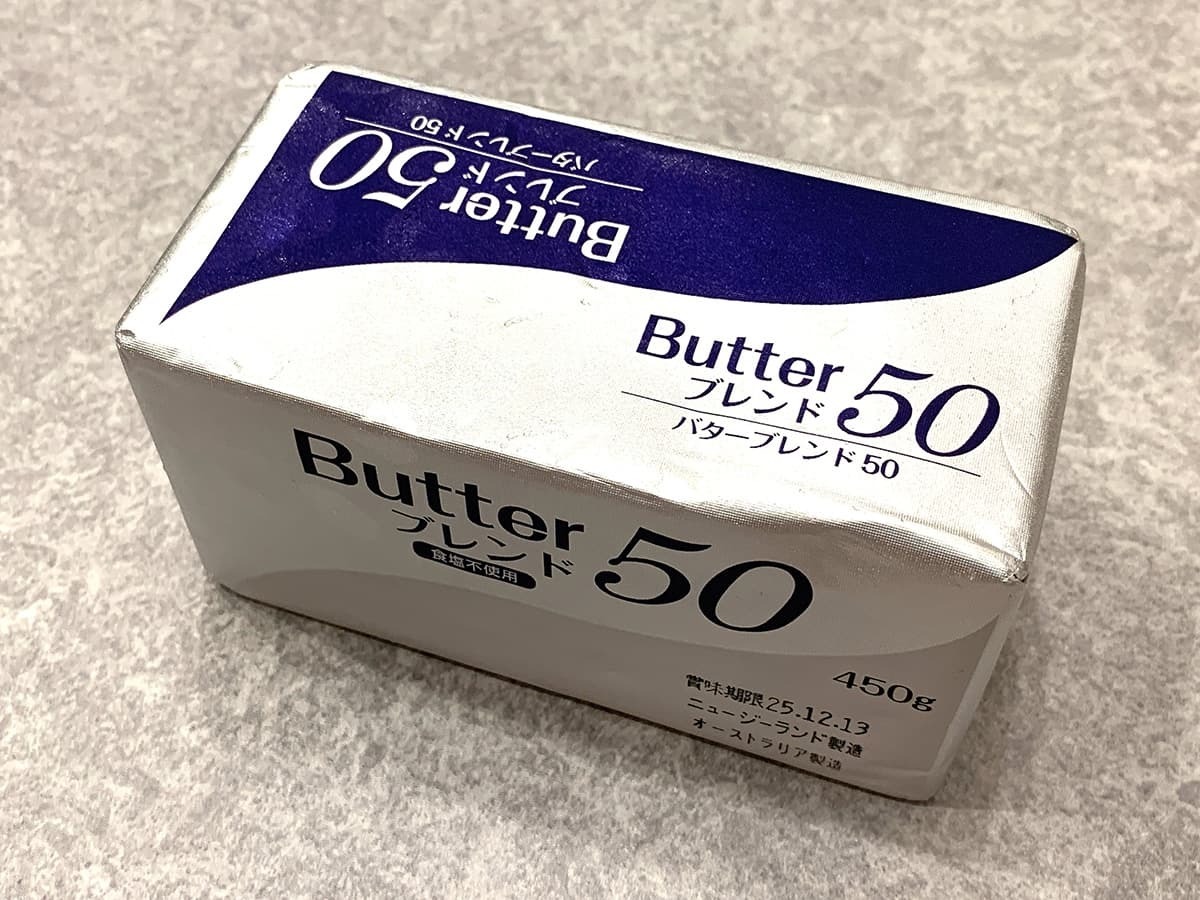 Butter 50
ブレンド
バターブレンド50
Butter 50
ブレンド
バターブレンド50
Butter 50
ブレンド
食塩不使用
450g
賞味期限25.12.13
ニュージーランド製造
オーストラリア製造